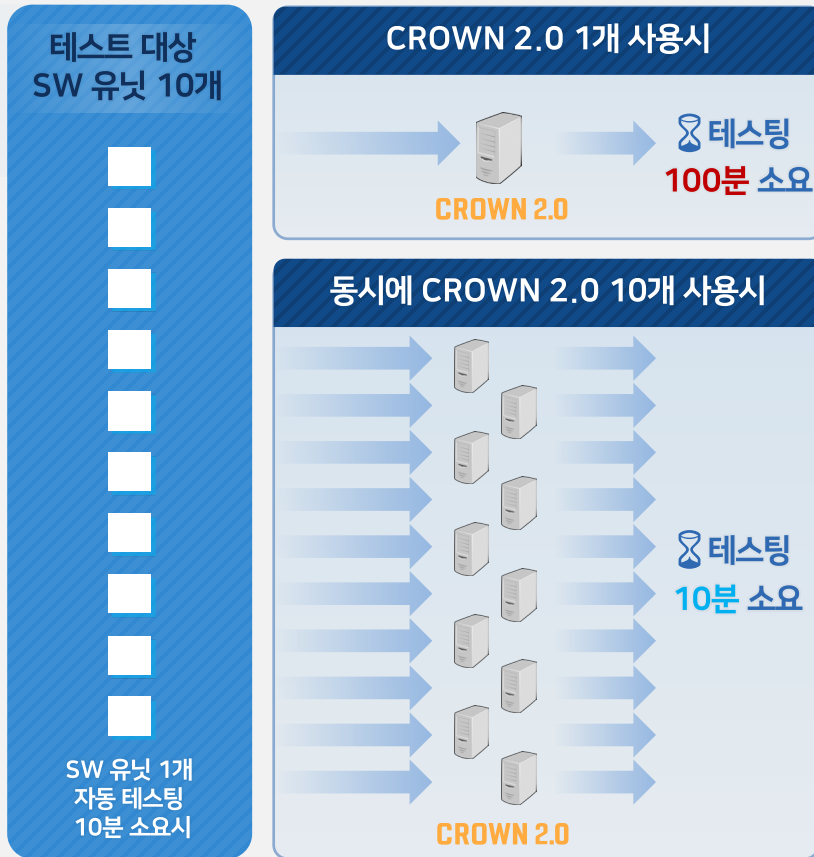 테스트 대상
SW 유닛 10개
SW 유닛 1개
자동 테스팅
10분 소요시
CROWN 2.0 1개 사용시
CROWN 2.0
테스팅
100분 소요
동시에 CROWN 2.0 10개 사용시
테스팅
10분 소요
CROWN 2.0